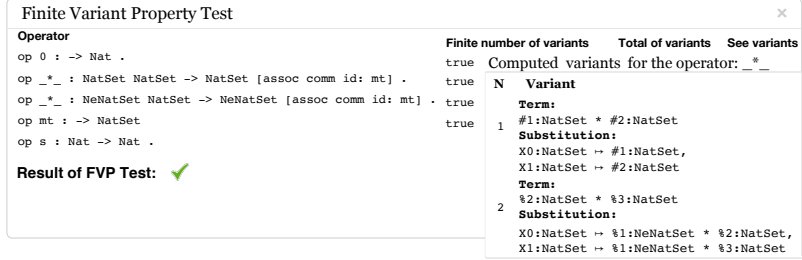 Finite Variant Property Test ×
Operator
Finite number of variants Total of variants See variants
op 0 : -> Nat .
true Computed variants for the operator: _*_
op _*_ : NatSet NatSet -> NatSet [assoc comm id: mt] .
true
op _*_ : NeNatSet NatSet -> NeNatSet [assoc comm id: mt] .
true
op mt : -> NatSet
true
op s : Nat -> Nat .
Result of FVP Test:
N Variant
Term:
1 #1:NatSet * #2:NatSet
Substitution:
X0:NatSet ↦ #1:NatSet,
X1:NatSet ↦ #2:NatSet
Term:
%2:NatSet * %3:NatSet
2 Substitution:
X0:NatSet ↦ %1:NeNatSet * %2:NatSet,
X1:NatSet ↦ %1:NeNatSet * %3:NatSet